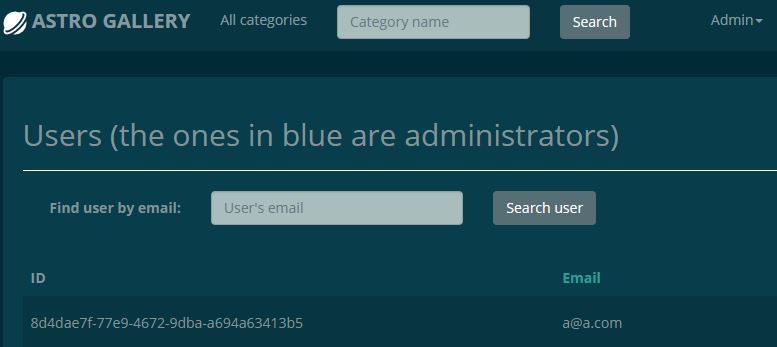 ASTRO GALLERY All categories Category name Search Admin
Users (the ones in blue are administrators)
Find user by email: User's email Search user
ID Email
8d4dae7f-77e9-4672-9dba-a694a63413b5 a@a.com